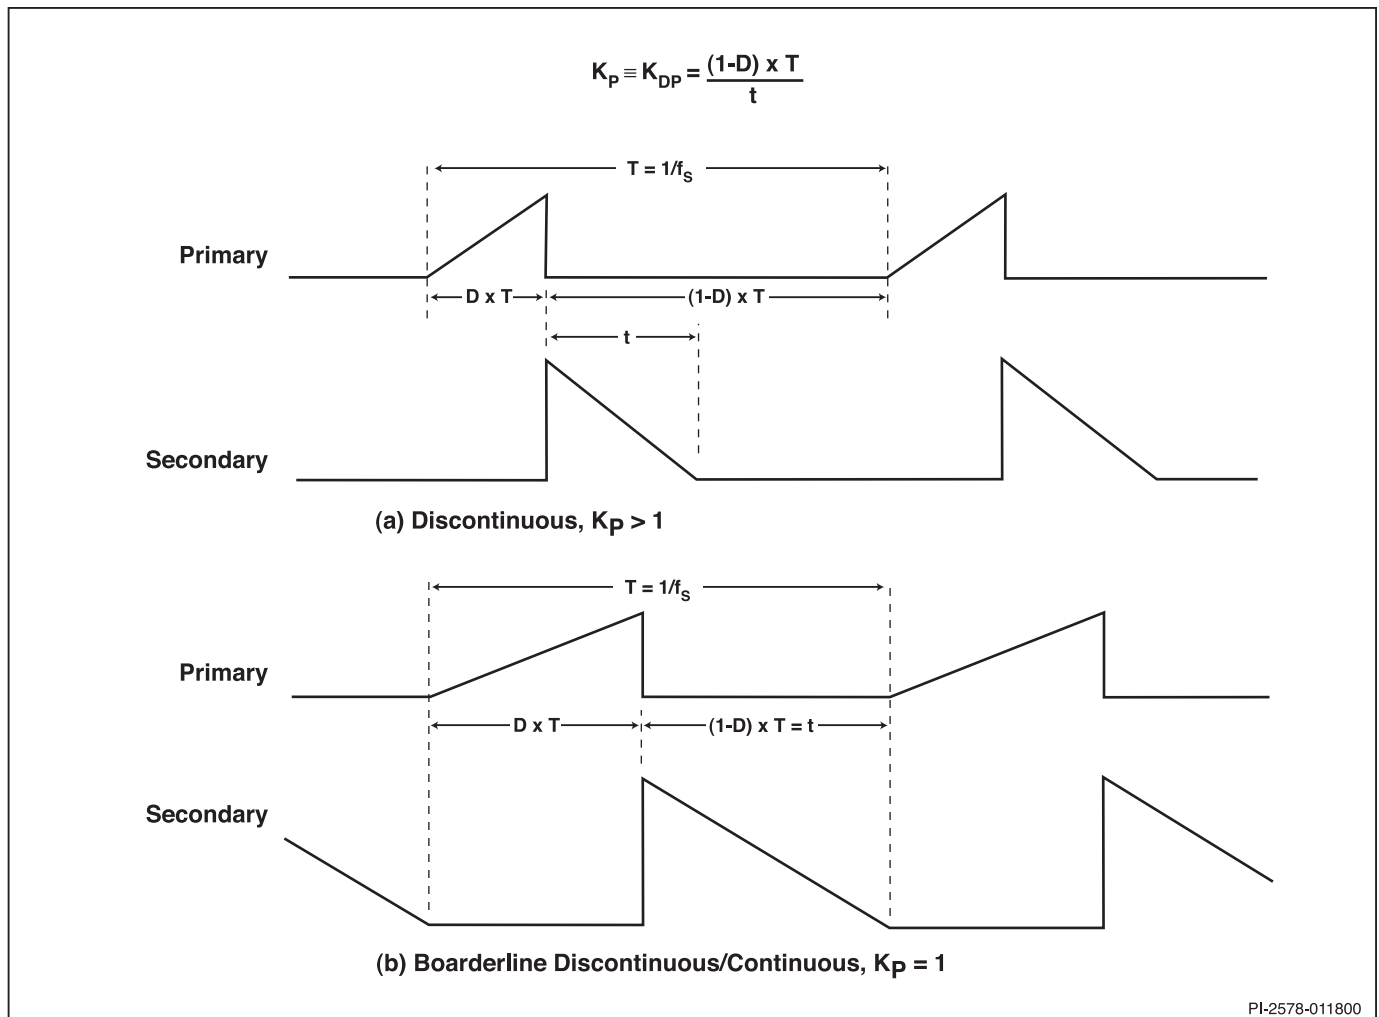 K_P ≡ K_DP = (1-D) x T / t
T = 1/f_S
Primary
D x T
(1-D) x T
t
Secondary
(a) Discontinuous, K_P > 1
T = 1/f_S
Primary
D x T
(1-D) x T = t
Secondary
(b) Boarderline Discontinuous/Continuous, K_P = 1
PI-2578-011800